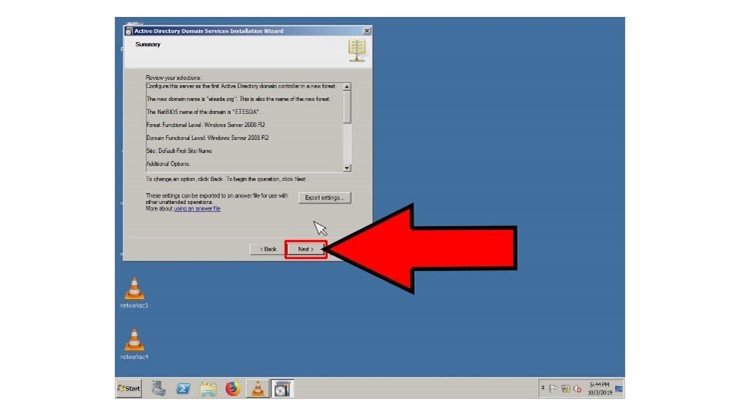 Active Directory Domain Services Installation Wizard
Summary
Review your selections:
Configure this server as the first Active Directory domain controller in a new forest.
The new domain name is "etesda.org". This is also the name of the new forest.
The NetBIOS name of the domain is "ETESDA".
Forest Functional Level: Windows Server 2008 R2
Domain Functional Level: Windows Server 2008 R2
Site: Default-First-Site-Name
Additional Options:
To change an option, click Back. To begin the operation, click Next.
These settings can be exported to an answer file for use with
other unattended operations.
More about using an answer file
Export settings...
< Back
Next >
networksc3
networksc4
Start
5:44 PM
10/3/2019